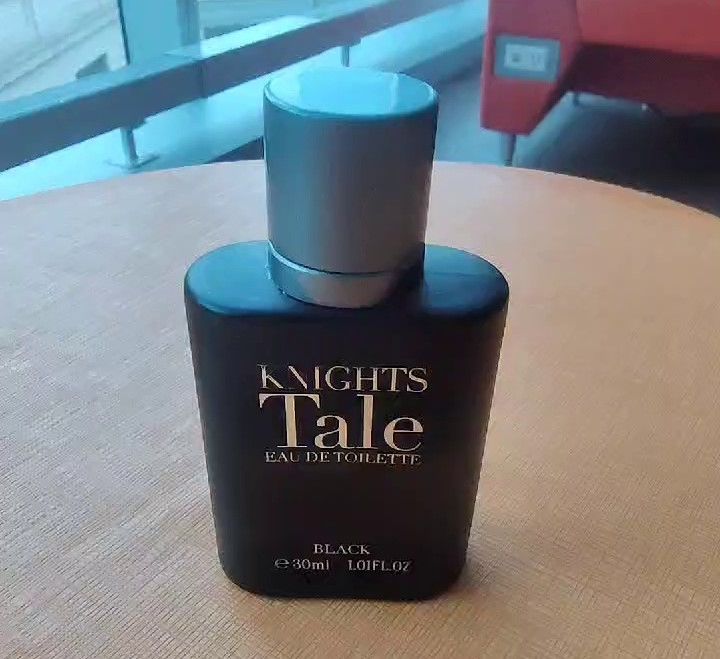 KNIGHTS
Tale
EAU DE TOILETTE
BLACK
℮30ml 1.01FL.OZ